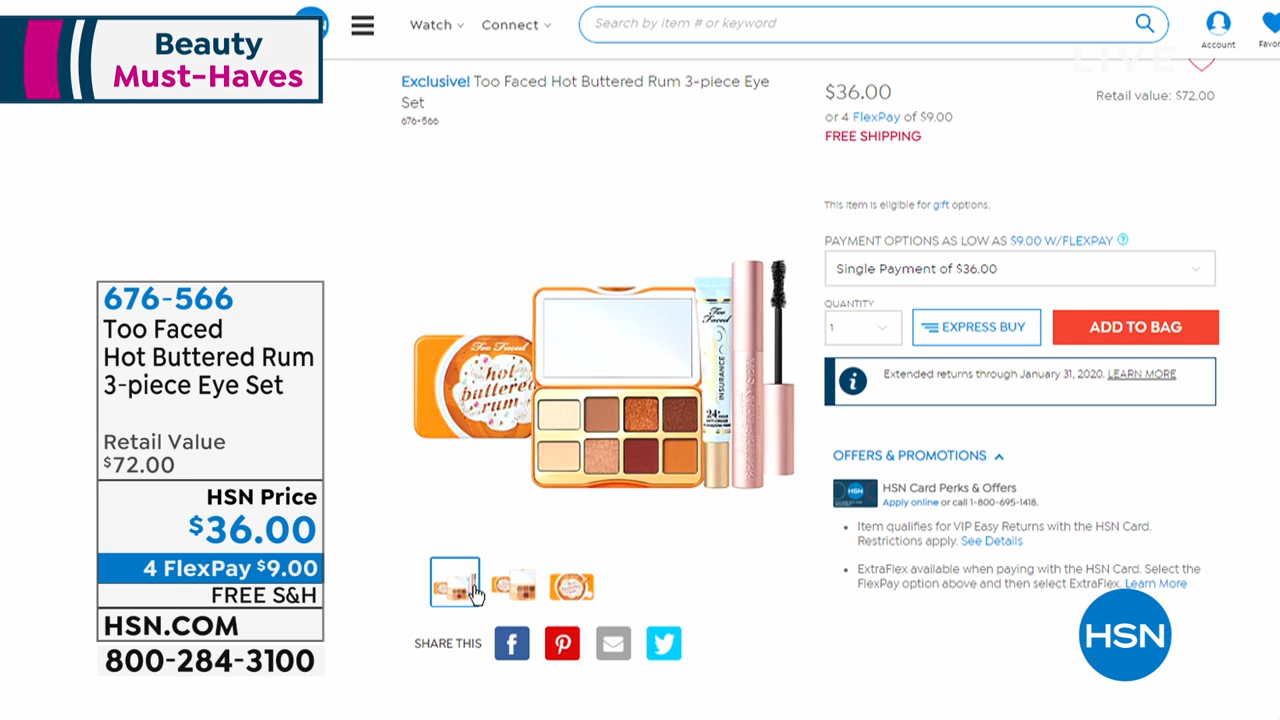 Beauty
Must-Haves
Watch
Connect
Search by item # or keyword
Account
LIVE
Exclusive! Too Faced Hot Buttered Rum 3-piece Eye
Set
676-566
$36.00
Retail value: $72.00
or 4 FlexPay of $9.00
FREE SHIPPING
This item is eligible for gift options.
PAYMENT OPTIONS AS LOW AS $9.00 W/FLEXPAY ?
Single Payment of $36.00
QUANTITY
1
EXPRESS BUY
ADD TO BAG
i
Extended returns through January 31, 2020. LEARN MORE
OFFERS & PROMOTIONS
HSN
HSN Card Perks & Offers
Apply online or call 1-800-695-1418.
• Item qualifies for VIP Easy Returns with the HSN Card.
Restrictions apply. See Details
• ExtraFlex available when paying with the HSN Card. Select the
FlexPay option above and then select ExtraFlex. Learn More
Too Faced
hot
buttered
rum
Too
Faced
INSURANCE
24
SHARE THIS
676-566
Too Faced
Hot Buttered Rum
3-piece Eye Set
Retail Value
$72.00
HSN Price
$36.00
4 FlexPay $9.00
FREE S&H
HSN.COM
800-284-3100
HSN